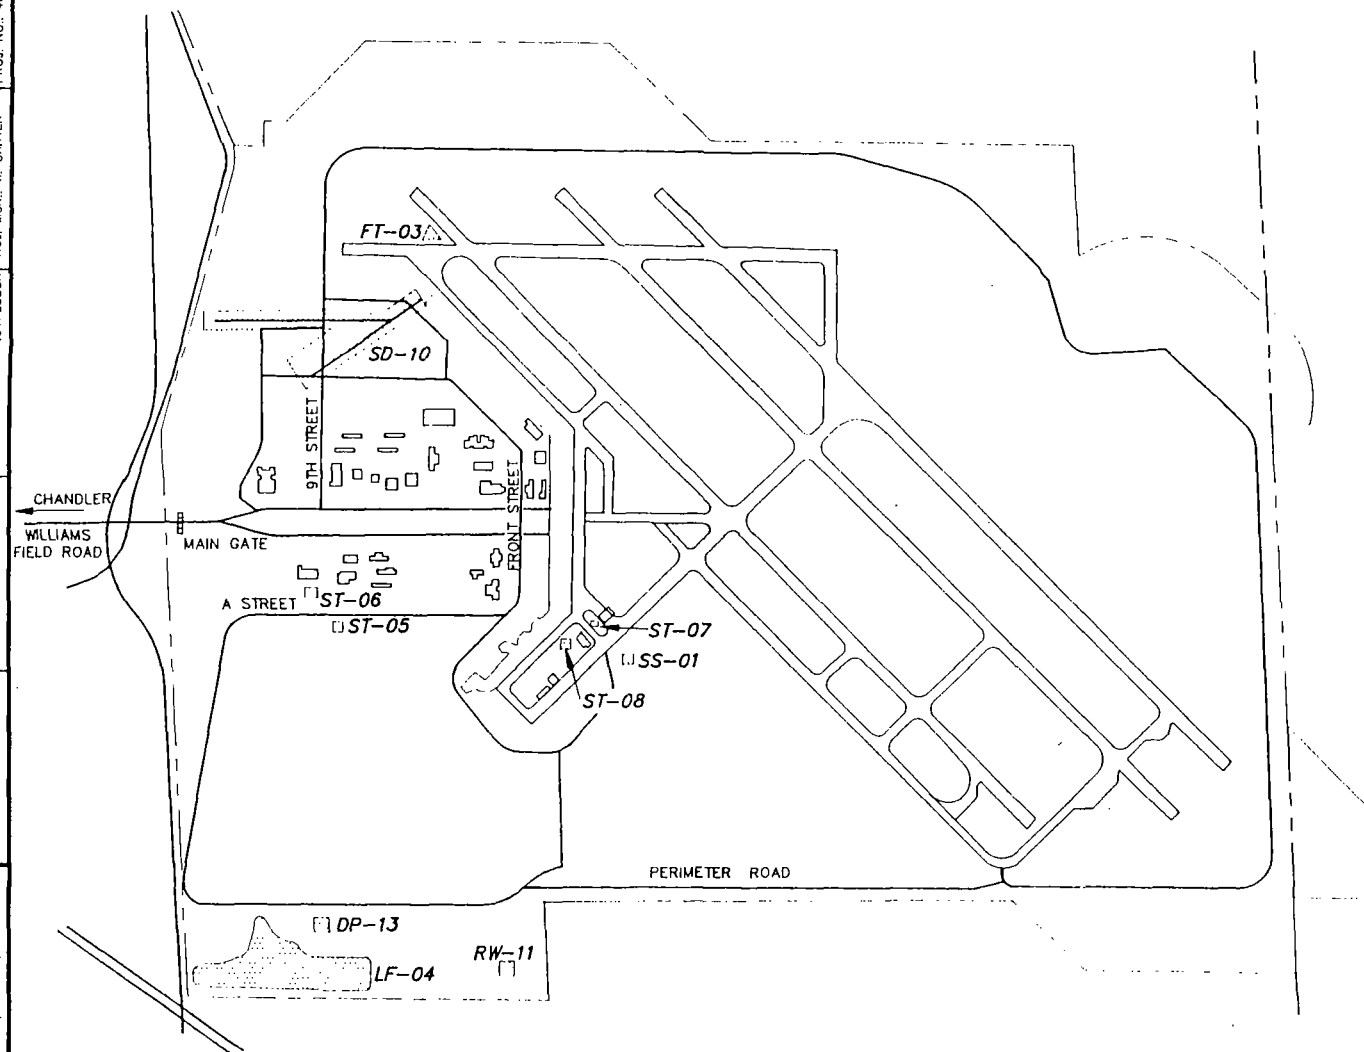 FT-03
SD-10
9TH STREET
FRONT STREET
CHANDLER
WILLIAMS
FIELD ROAD
MAIN GATE
A STREET
ST-06
ST-05
ST-07
SS-01
ST-08
PERIMETER ROAD
DP-13
RW-11
LF-04